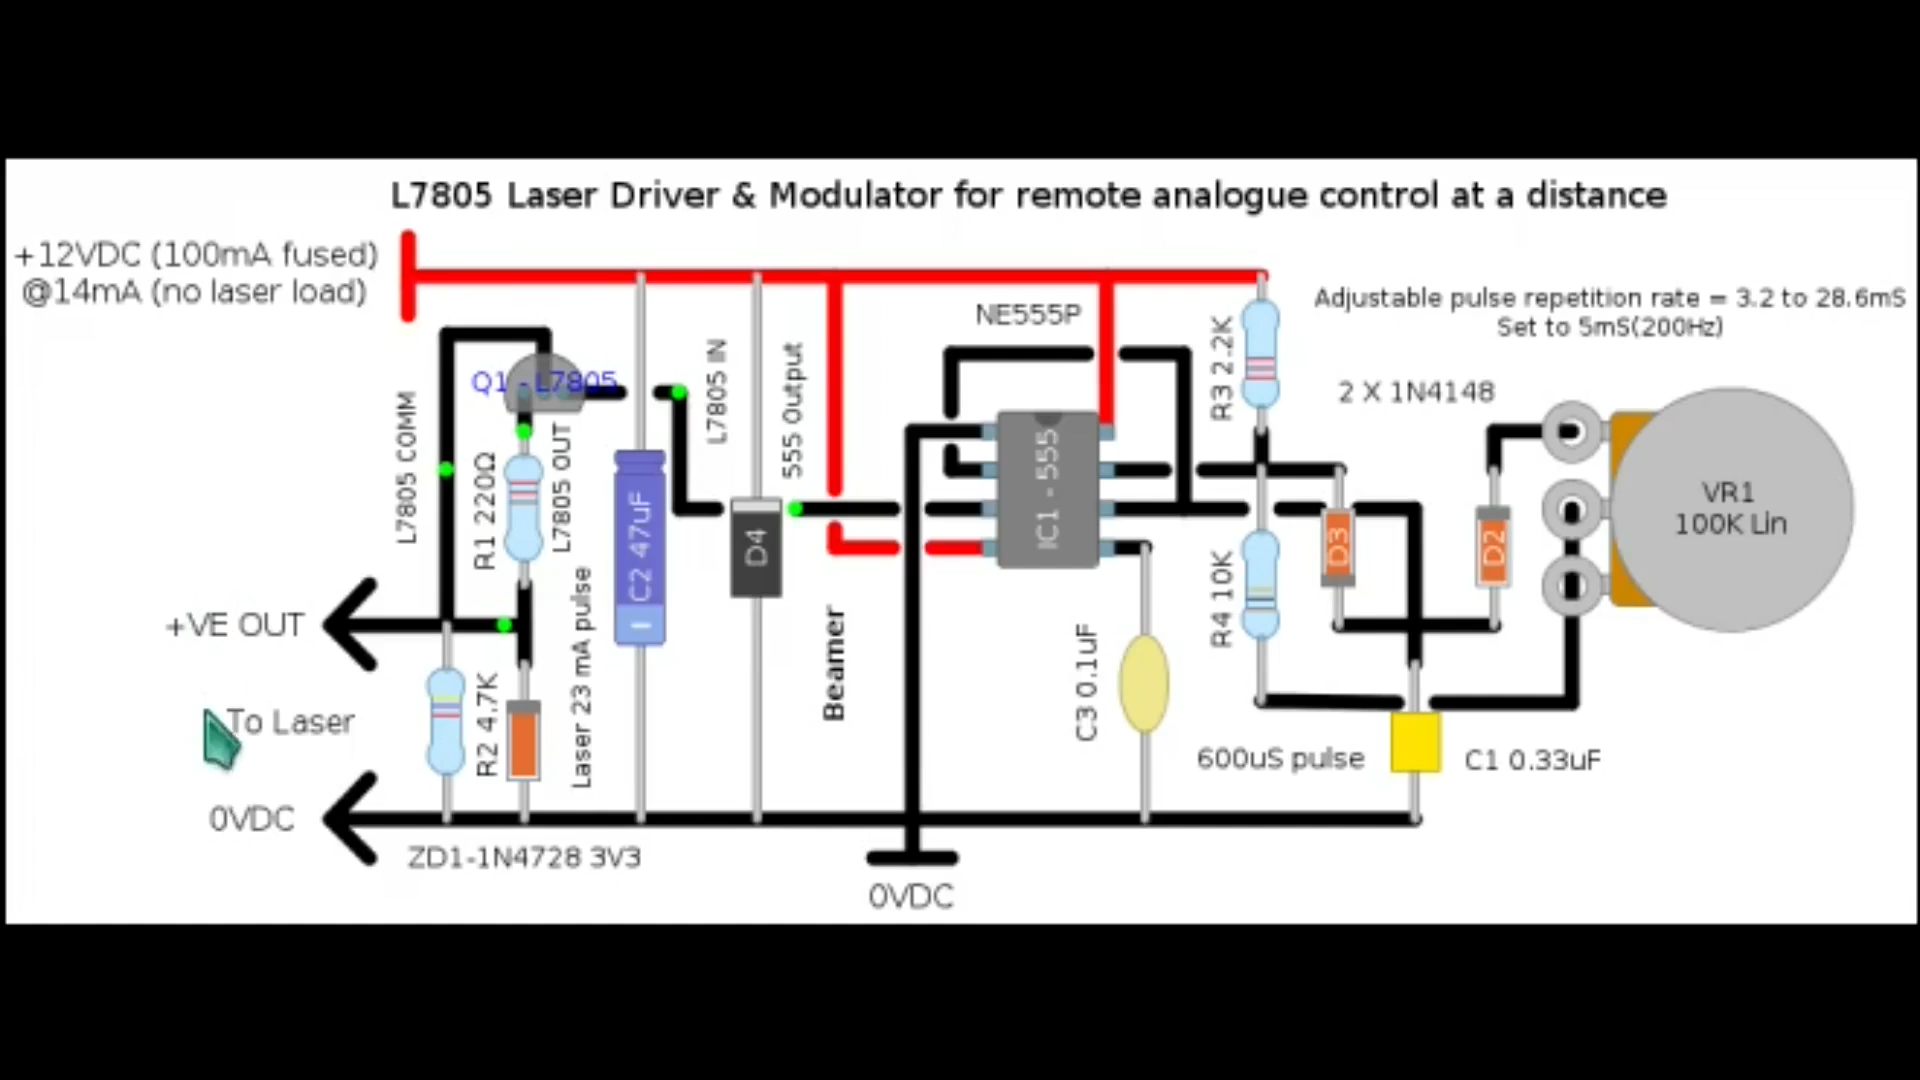 L7805 Laser Driver & Modulator for remote analogue control at a distance
+12VDC (100mA fused)
@14mA (no laser load)
Adjustable pulse repetition rate = 3.2 to 28.6mS
Set to 5mS(200Hz)
NE555P
Q1 - L7805
L7805 COMM
R1 220Ω
L7805 OUT
C2 47uF
L7805 IN
555 Output
D4
IC1 - 555
R3 2.2K
2 X 1N4148
D3
D2
VR1
100K Lin
+VE OUT
To Laser
0VDC
R2 4.7K
Laser 23 mA pulse
Beamer
C3 0.1uF
R4 10K
600uS pulse
C1 0.33uF
ZD1-1N4728 3V3
0VDC